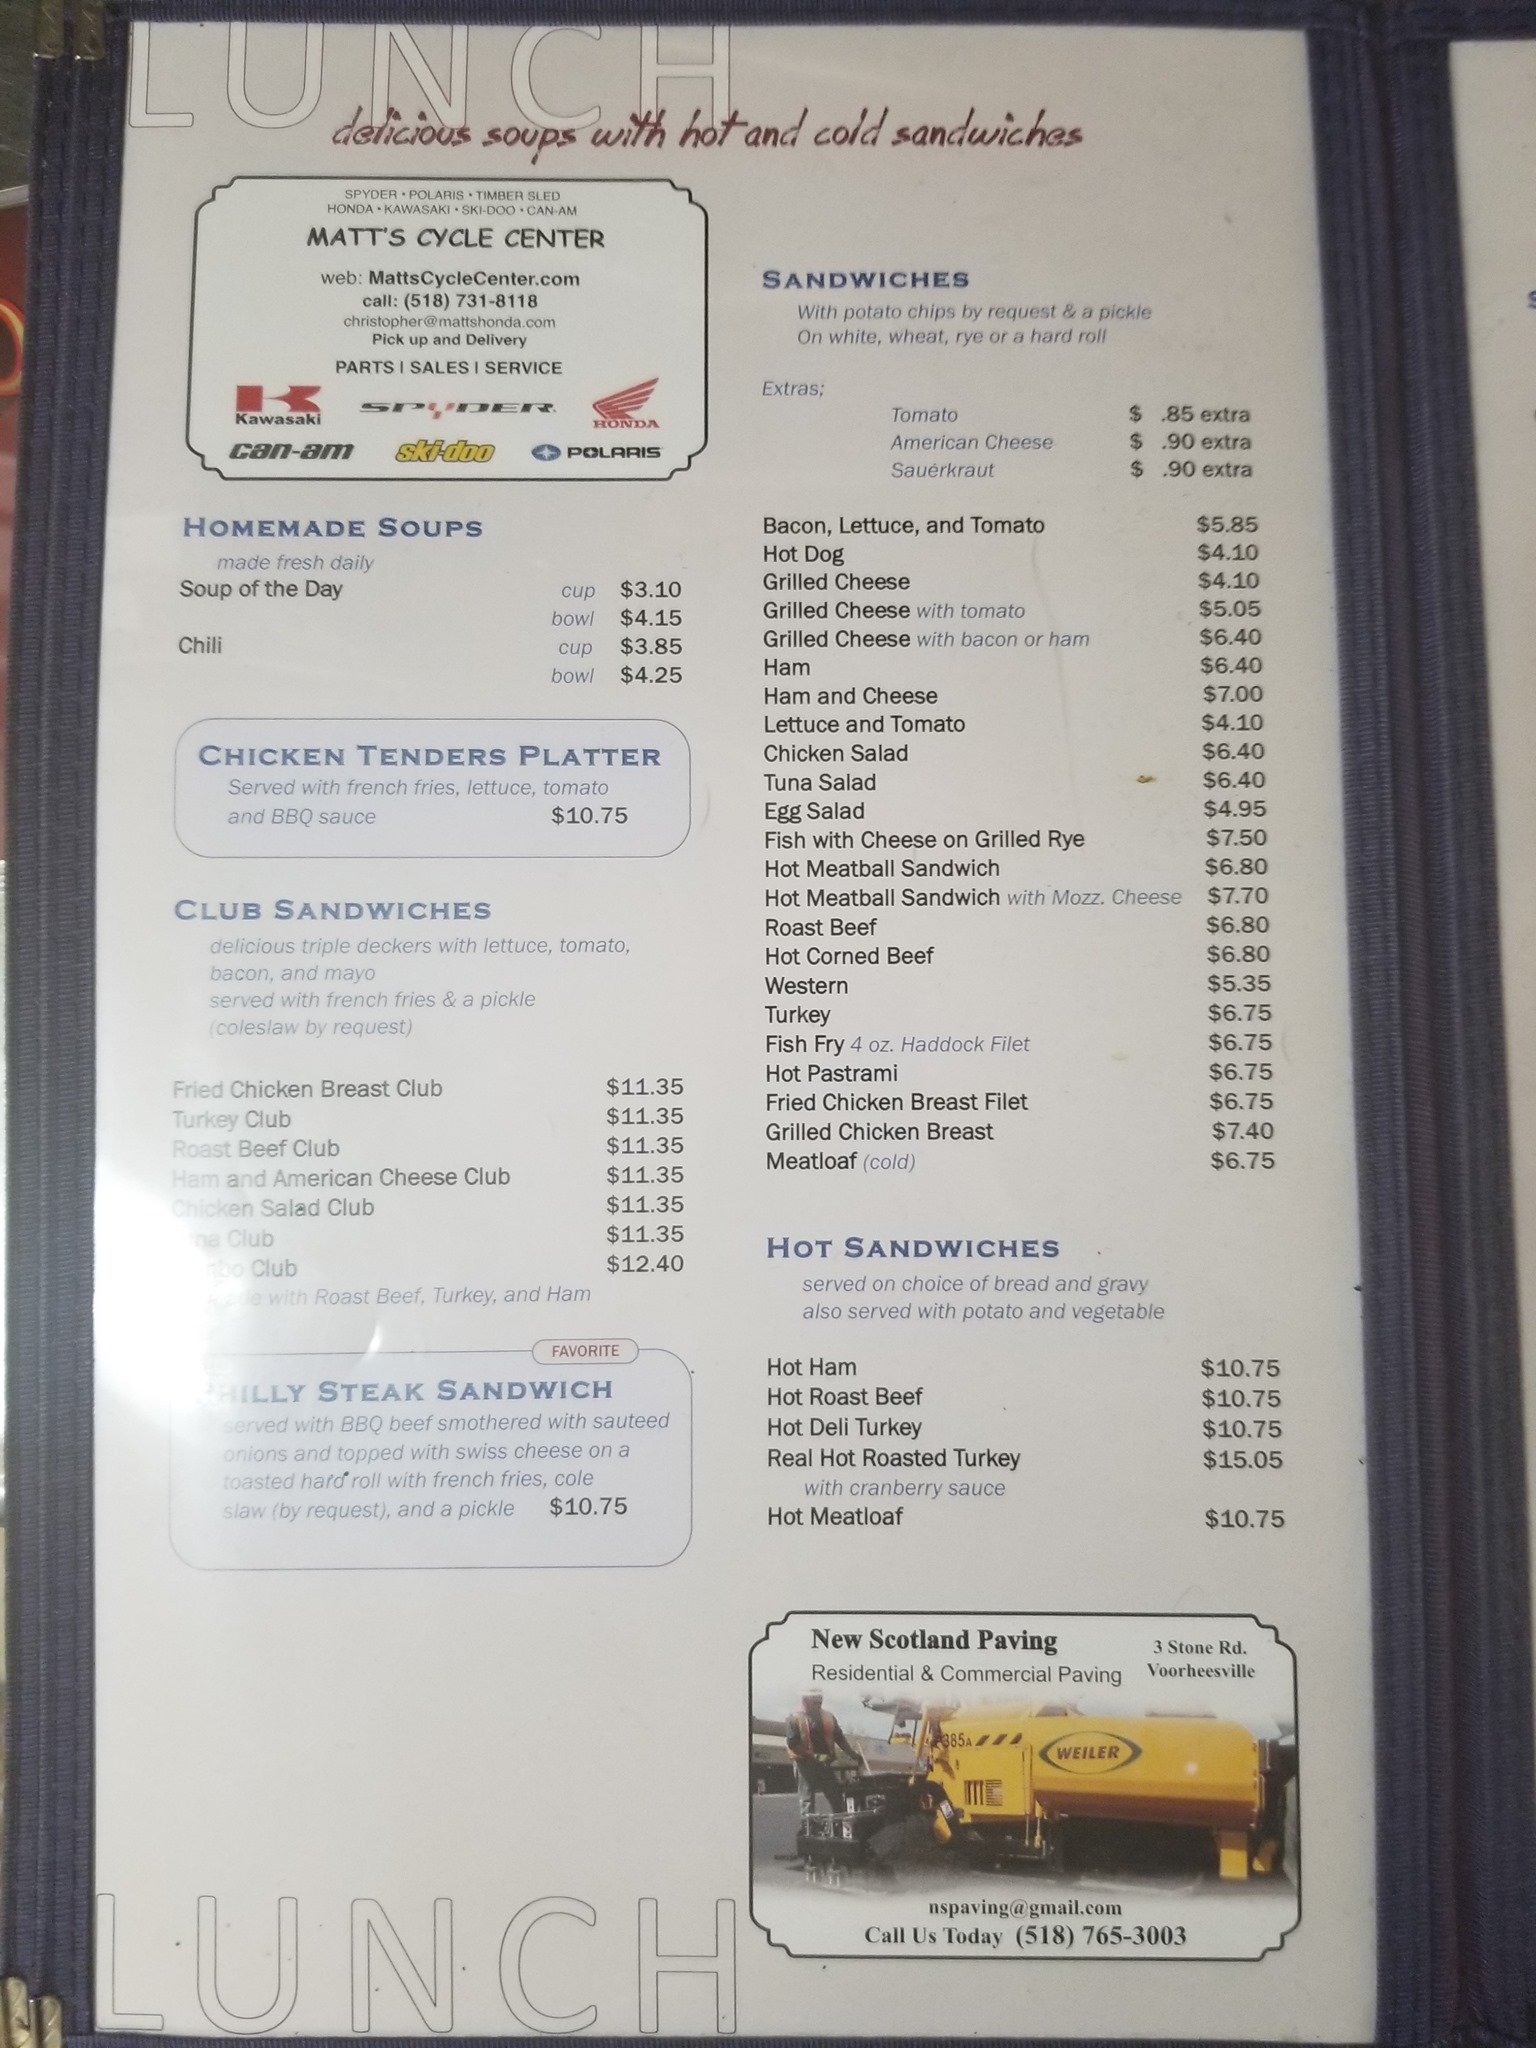 LUNCH
delicious soups with hot and cold sandwiches
SPYDER • POLARIS • TIMBER SLED
HONDA • KAWASAKI • SKI-DOO • CAN-AM
MATT'S CYCLE CENTER
web: MattsCycleCenter.com
call: (518) 731-8118
christopher@mattshonda.com
Pick up and Delivery
PARTS | SALES | SERVICE
Kawasaki SPYDER HONDA
can-am ski-doo POLARIS
HOMEMADE SOUPS
made fresh daily
Soup of the Day cup $3.10
bowl $4.15
Chili cup $3.85
bowl $4.25
CHICKEN TENDERS PLATTER
Served with french fries, lettuce, tomato
and BBQ sauce $10.75
CLUB SANDWICHES
delicious triple deckers with lettuce, tomato,
bacon, and mayo
served with french fries & a pickle
(coleslaw by request)
Fried Chicken Breast Club $11.35
Turkey Club $11.35
Roast Beef Club $11.35
Ham and American Cheese Club $11.35
Chicken Salad Club $11.35
Club $11.35
Club $12.40
with Roast Beef, Turkey, and Ham
FAVORITE
STEAK SANDWICH
served with BBQ beef smothered with sauteed
onions and topped with swiss cheese on a
toasted hard roll with french fries, cole
slaw (by request), and a pickle $10.75
SANDWICHES
With potato chips by request & a pickle
On white, wheat, rye or a hard roll
Extras;
Tomato $ .85 extra
American Cheese $ .90 extra
Sauerkraut $ .90 extra
Bacon, Lettuce, and Tomato $5.85
Hot Dog $4.10
Grilled Cheese $4.10
Grilled Cheese with tomato $5.05
Grilled Cheese with bacon or ham $6.40
Ham $6.40
Ham and Cheese $7.00
Lettuce and Tomato $4.10
Chicken Salad $6.40
Tuna Salad $6.40
Egg Salad $4.95
Fish with Cheese on Grilled Rye $7.50
Hot Meatball Sandwich $6.80
Hot Meatball Sandwich with Mozz. Cheese $7.70
Roast Beef $6.80
Hot Corned Beef $6.80
Western $5.35
Turkey $6.75
Fish Fry 4 oz. Haddock Filet $6.75
Hot Pastrami $6.75
Fried Chicken Breast Filet $6.75
Grilled Chicken Breast $7.40
Meatloaf (cold) $6.75
HOT SANDWICHES
served on choice of bread and gravy
also served with potato and vegetable
Hot Ham $10.75
Hot Roast Beef $10.75
Hot Deli Turkey $10.75
Real Hot Roasted Turkey $15.05
with cranberry sauce
Hot Meatloaf $10.75
New Scotland Paving
Residential & Commercial Paving
3 Stone Rd.
Voorheesville
385A
WEILER
nspaving@gmail.com
Call Us Today (518) 765-3003
LUNCH